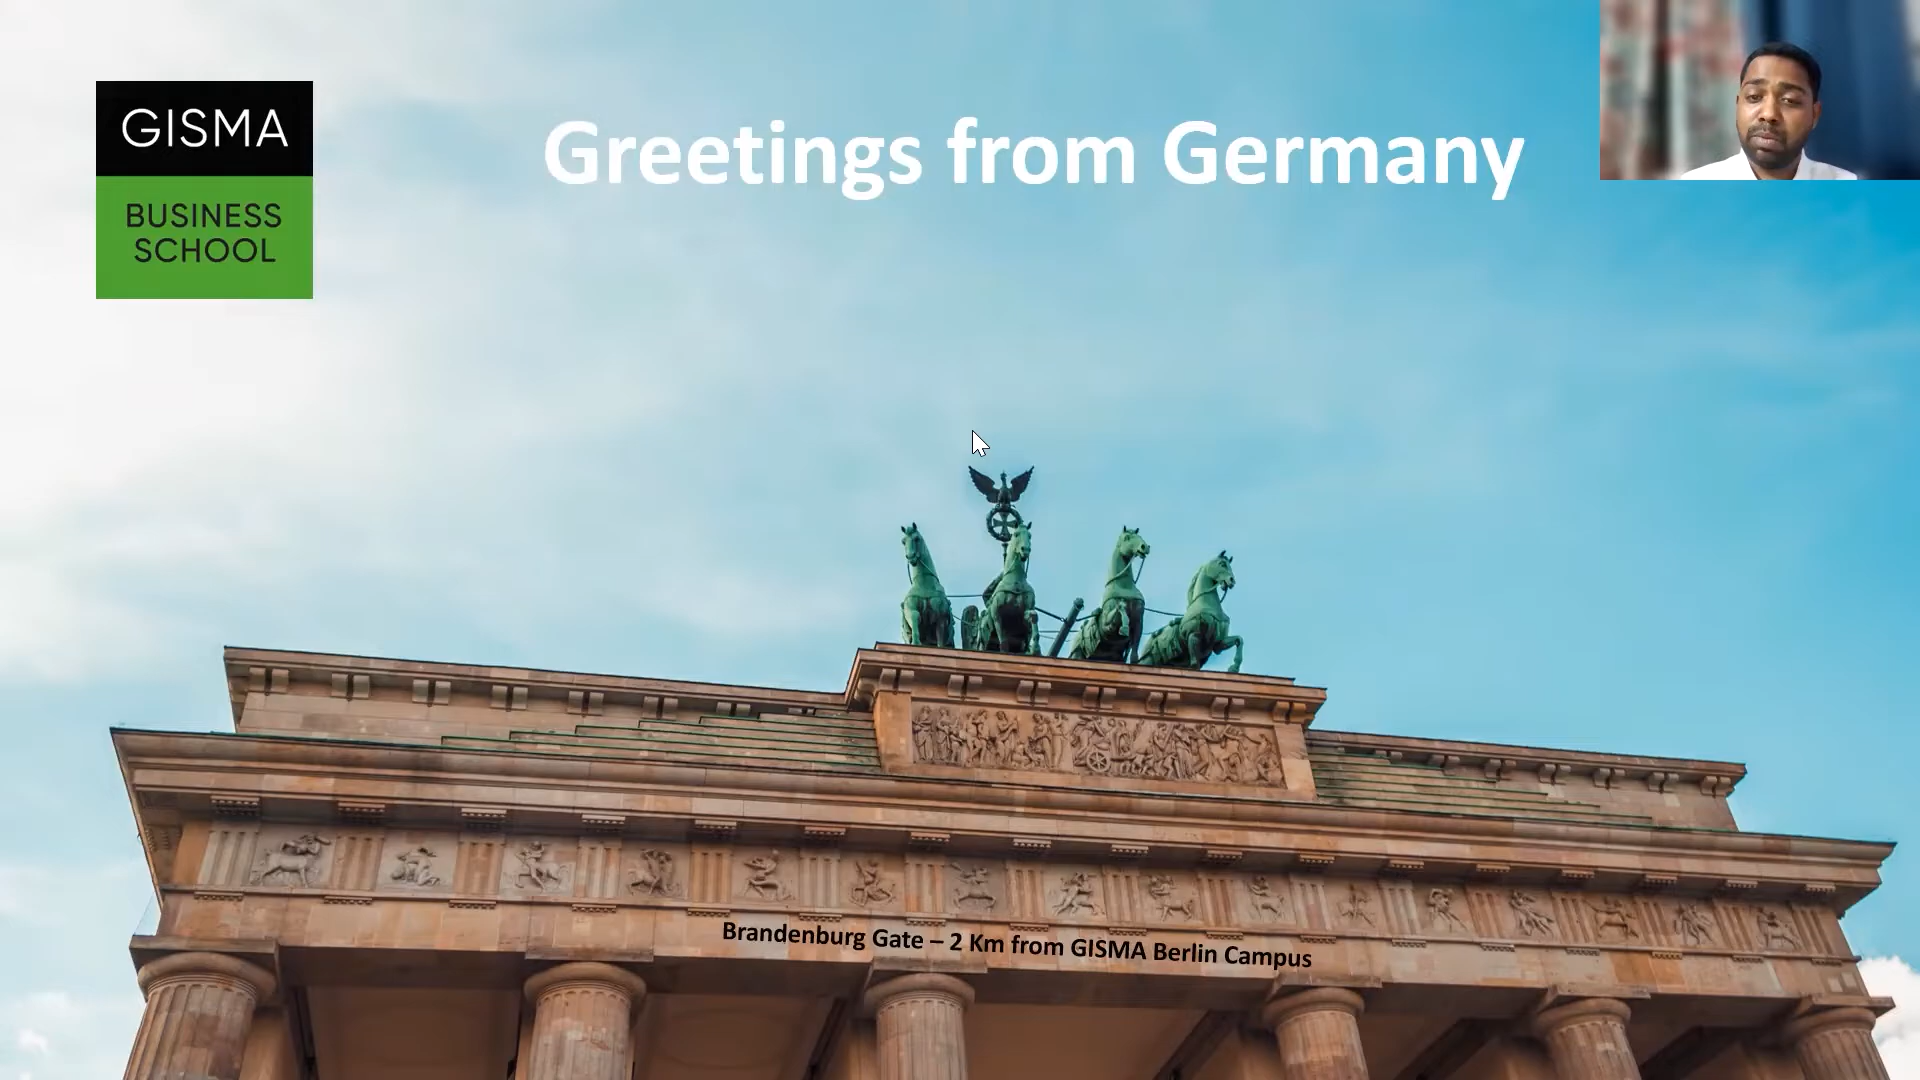 GISMA
BUSINESS
SCHOOL
Greetings from Germany
Brandenburg Gate – 2 Km from GISMA Berlin Campus